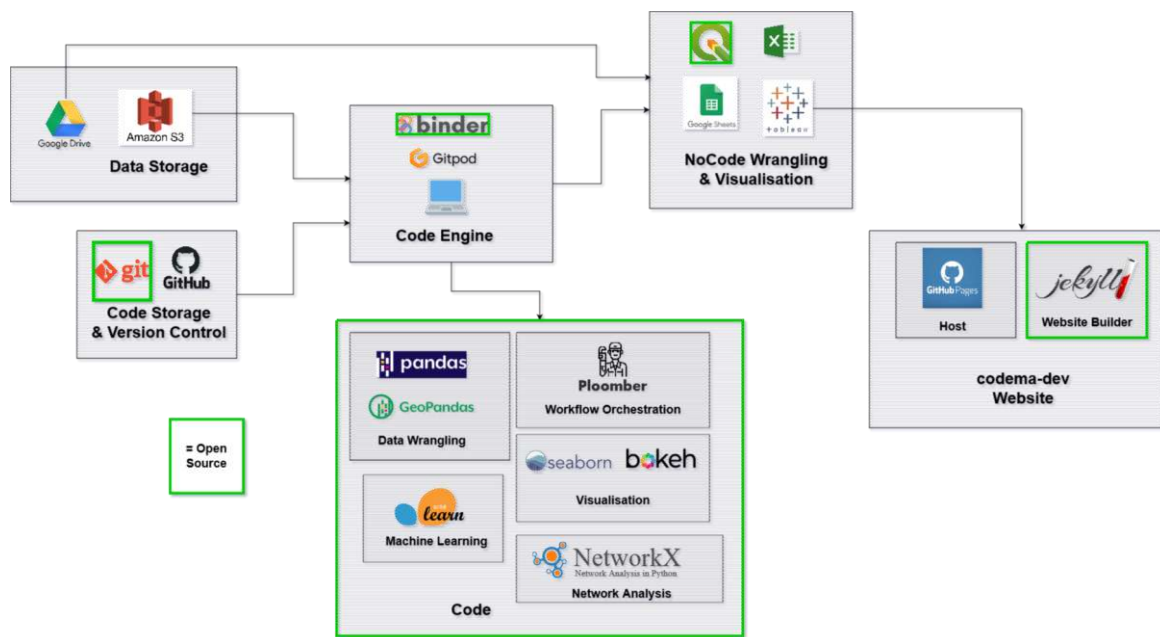 Google Drive
Amazon S3
Data Storage
git
GitHub
Code Storage
& Version Control
binder
Gitpod
Code Engine
Google Sheets
tableau
NoCode Wrangling
& Visualisation
GitHub Pages
Host
jekyll
Website Builder
codema-dev
Website
= Open
Source
pandas
GeoPandas
Data Wrangling
Ploomber
Workflow Orchestration
seaborn
bokeh
Visualisation
learn
Machine Learning
NetworkX
Network Analysis in Python
Network Analysis
Code